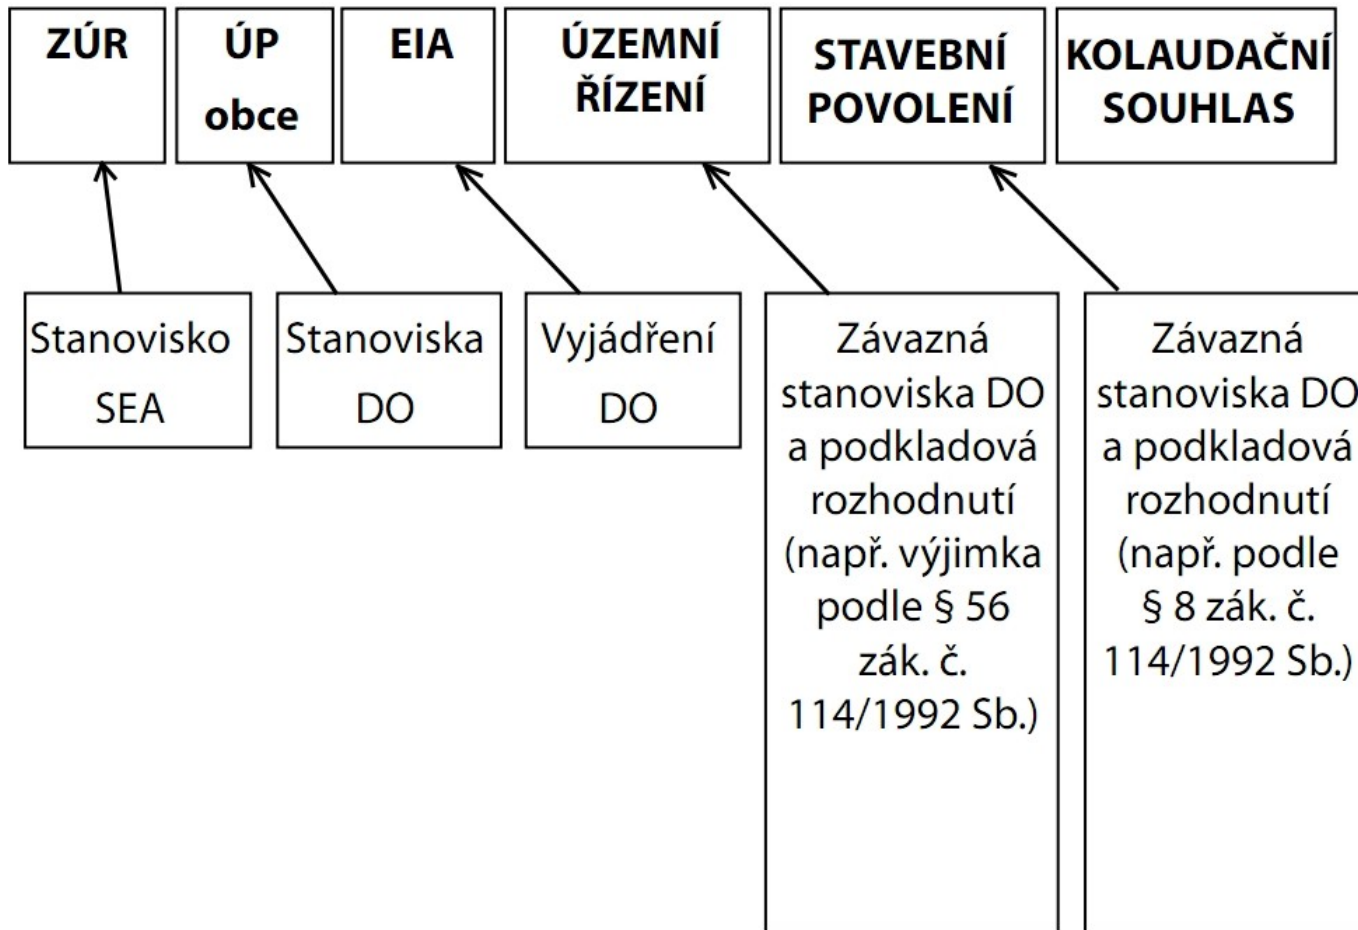 ZÚR
ÚP
obce
EIA
ÚZEMNÍ
ŘÍZENÍ
STAVEBNÍ
POVOLENÍ
KOLAUDAČNÍ
SOUHLAS
Stanovisko
SEA
Stanoviska
DO
Vyjádření
DO
Závazná
stanoviska DO
a podkladová
rozhodnutí
(např. výjimka
podle § 56
zák. č.
114/1992 Sb.)
Závazná
stanoviska DO
a podkladová
rozhodnutí
(např. podle
§ 8 zák. č.
114/1992 Sb.)